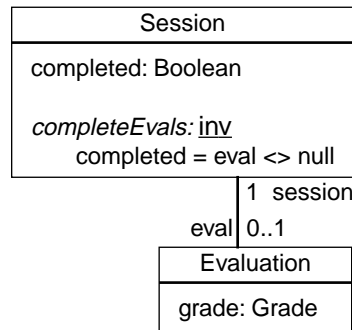 Session
completed: Boolean
completeEvals: inv
completed = eval <> null
1 session
eval 0..1
Evaluation
grade: Grade